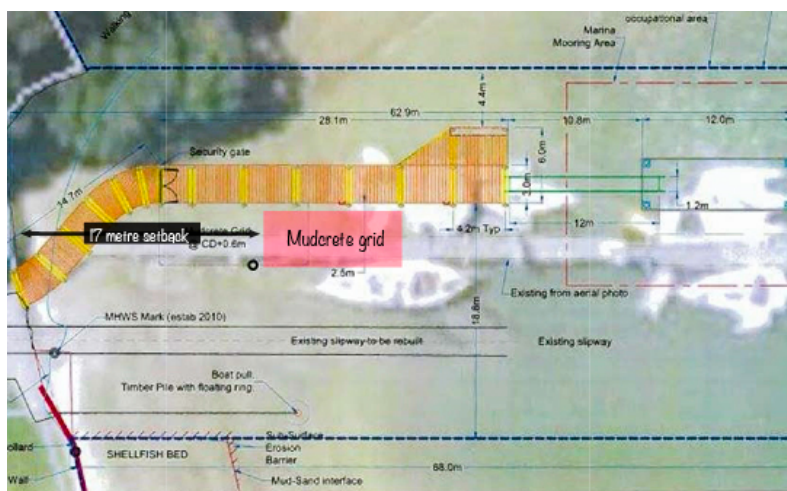 occupational area
Marina
Mooring Area
Walking
4.4m
62.9m
28.1m
10.8m
12.0m
Security gate
6.0m
3.0m
14.7m
1.2m
17 metre setback
Mudcrete Grid
@ CD+0.6m
Mudcrete grid
4.2m Typ
12m
2.5m
Existing from aerial photo
18.8m
MHWS Mark (estab 2010)
Existing slipway to be rebuilt
Existing slipway
Boat pull.
Timber Pile with floating ring.
Sub-Surface
Erosion
Barrier
SHELLFISH BED
Wall
68.0m
Mud-Sand interface